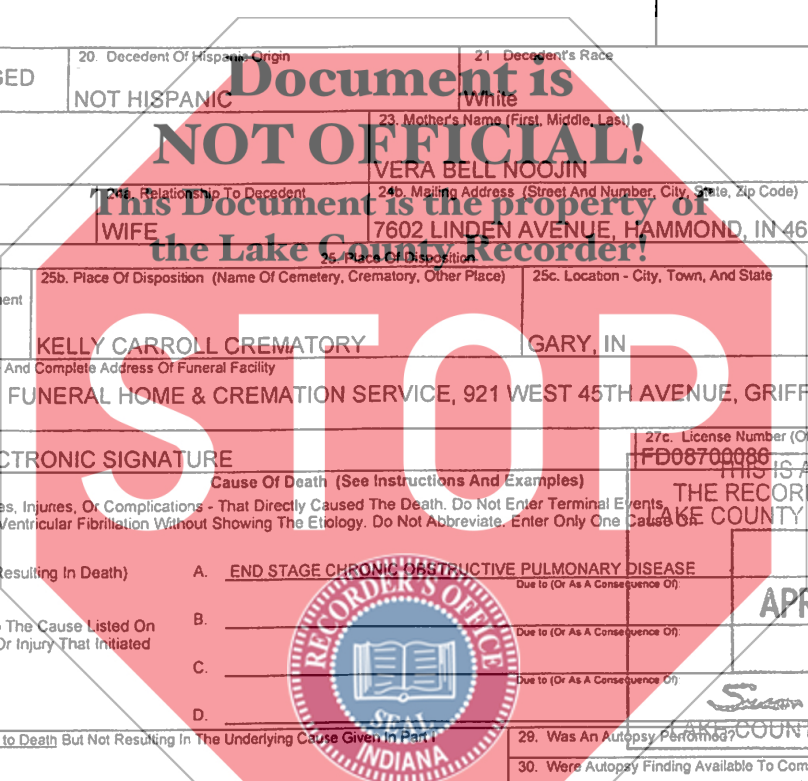 20. Decedent Of Hispanic Origin
21 Decedent's Race
GED
NOT HISPANIC
White
Document is
NOT OFFICIAL!
This Document is the property of
the Lake County Recorder!
23. Mother's Name (First, Middle, Last)
VERA BELL NOOJIN
24a. Relationship To Decedent
24b. Mailing Address (Street And Number, City, State, Zip Code)
WIFE
7602 LINDEN AVENUE, HAMMOND, IN 46
25. Place Of Disposition
25b. Place Of Disposition (Name Of Cemetery, Crematory, Other Place)
25c. Location - City, Town, And State
ent
KELLY CARROLL CREMATORY
GARY, IN
STOP
And Complete Address Of Funeral Facility
FUNERAL HOME & CREMATION SERVICE, 921 WEST 45TH AVENUE, GRIFF
27c. License Number (Of
CTRONIC SIGNATURE
FD08700086
THIS IS A
THE RECOR
LAKE COUNTY
Cause Of Death (See Instructions And Examples)
es, Injures, Or Complications - That Directly Caused The Death. Do Not Enter Terminal Events
Ventricular Fibrillation Without Showing The Etiology. Do Not Abbreviate. Enter Only One Cause On
Resulting In Death)
A. END STAGE CHRONIC OBSTRUCTIVE PULMONARY DISEASE
Due to (Or As A Consequence Of):
APR
The Cause Listed On
Or Injury That Initiated
B.
Due to (Or As A Consequence Of):
C.
Due to (Or As A Consequence Of):
D.
RECORDER'S OFFICE
SEAL
INDIANA
LAKE COUN
to Death But Not Resulting In The Underlying Cause Given In Part I
29. Was An Autopsy Performed?
30. Were Autopsy Finding Available To Com